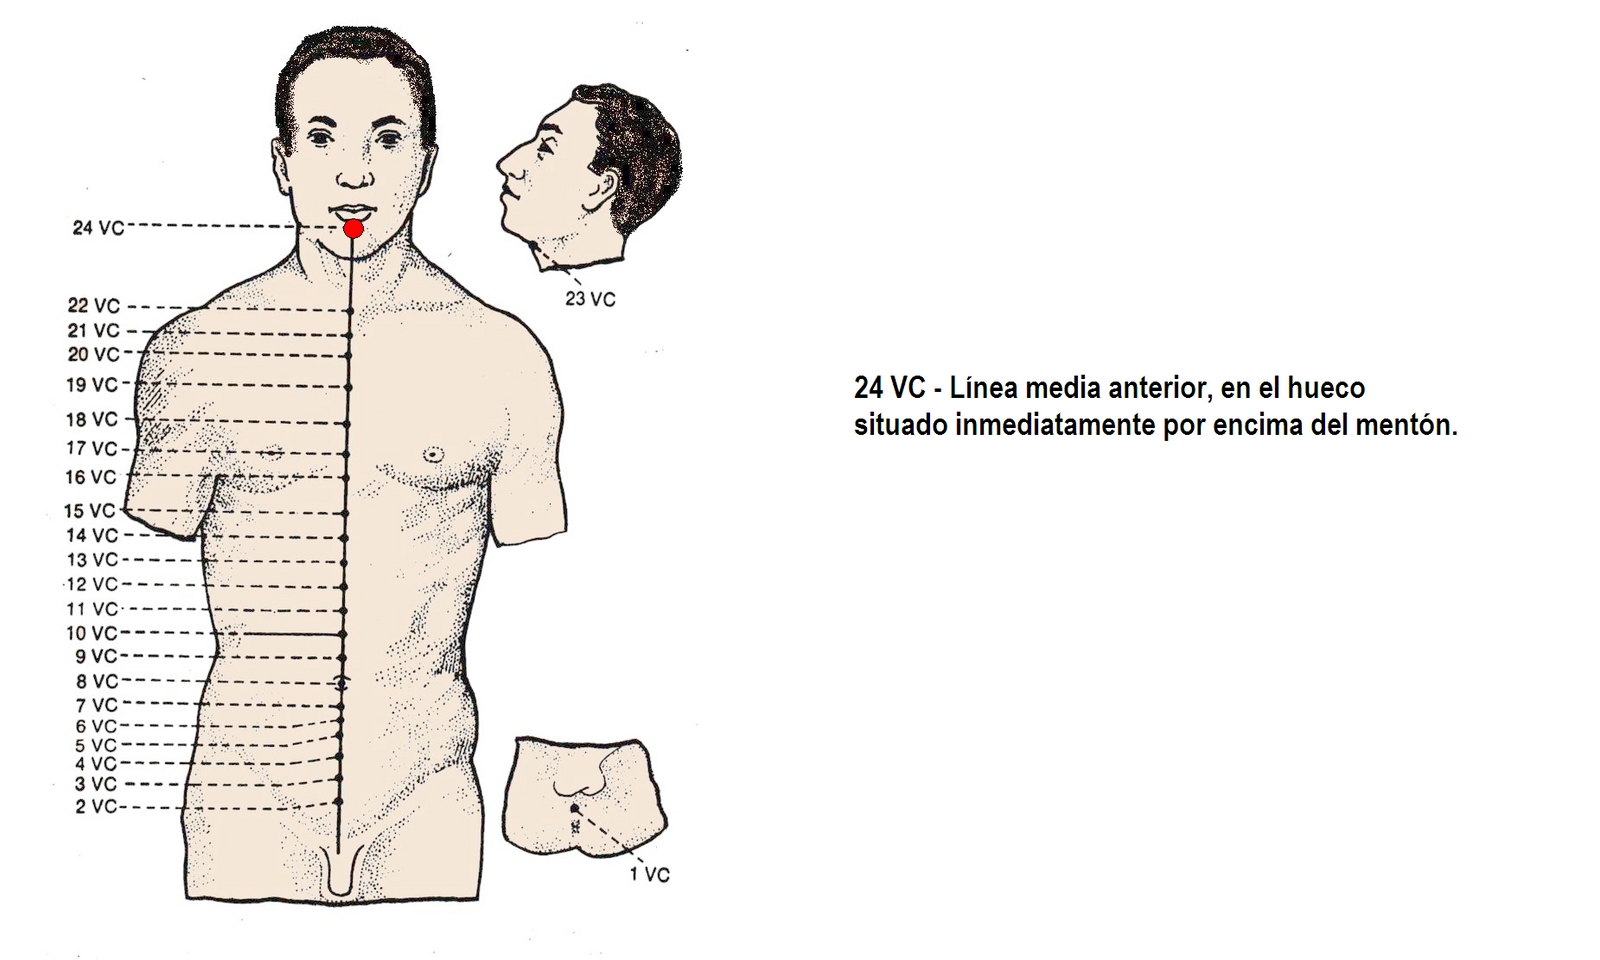 24 VC
23 VC
22 VC
21 VC
20 VC
19 VC
18 VC
17 VC
16 VC
15 VC
14 VC
13 VC
12 VC
11 VC
10 VC
9 VC
8 VC
7 VC
6 VC
5 VC
4 VC
3 VC
2 VC
1 VC
24 VC - Línea media anterior, en el hueco
situado inmediatamente por encima del mentón.